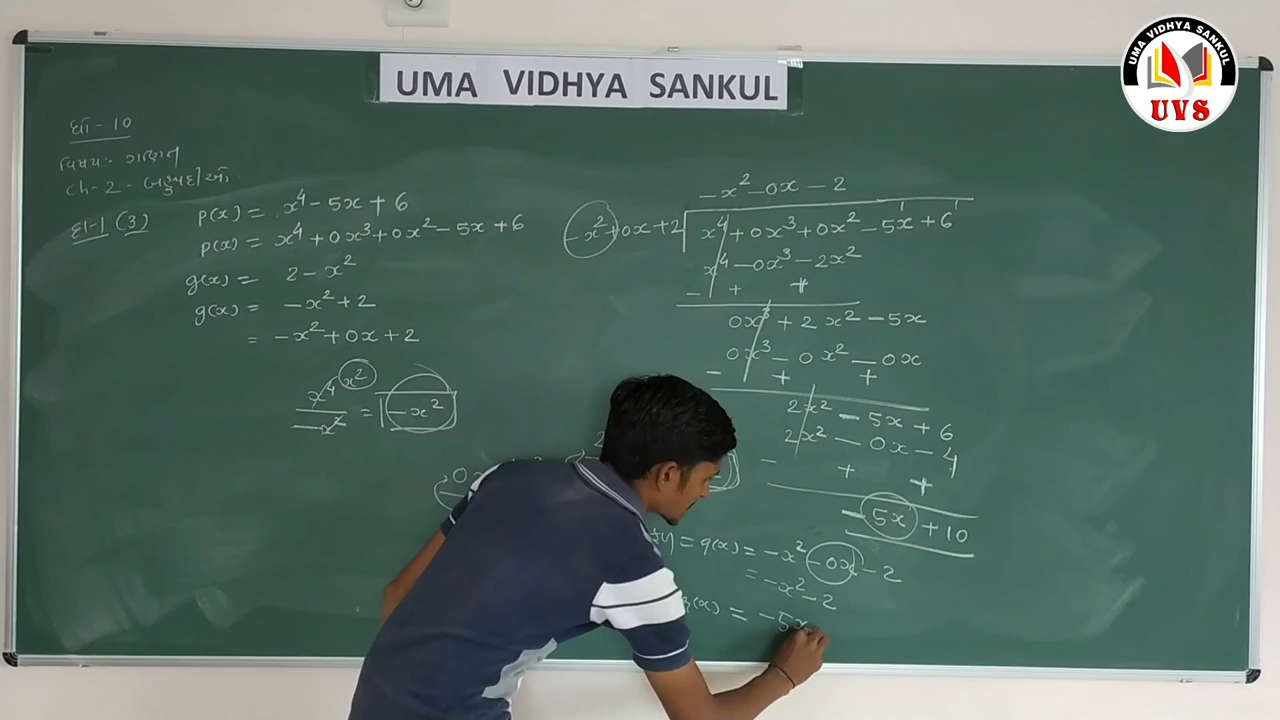 UMA VIDHYA SANKUL
UMA VIDHYA SANKUL
UVS
ધો - 10
વિષય:- ગણિત
Ch-2 - બહુપદીઓ
દા-1 (3)
p(x) = x⁴ - 5x + 6
p(x) = x⁴ + 0x³ + 0x² - 5x + 6
g(x) = 2 - x²
g(x) = -x² + 2
= -x² + 0x + 2
x⁴ x²
-x² = -x²
-x² - 0x - 2
-x² + 0x + 2 x⁴ + 0x³ + 0x² - 5x + 6
x⁴ - 0x³ - 2x²
- + +
0x³ + 2x² - 5x
0x³ - 0x² - 0x
- + +
2x² - 5x + 6
2x² - 0x - 4
- + +
-5x + 10
= q(x) = -x² - 0x - 2
= -x² - 2
(x) = -5x